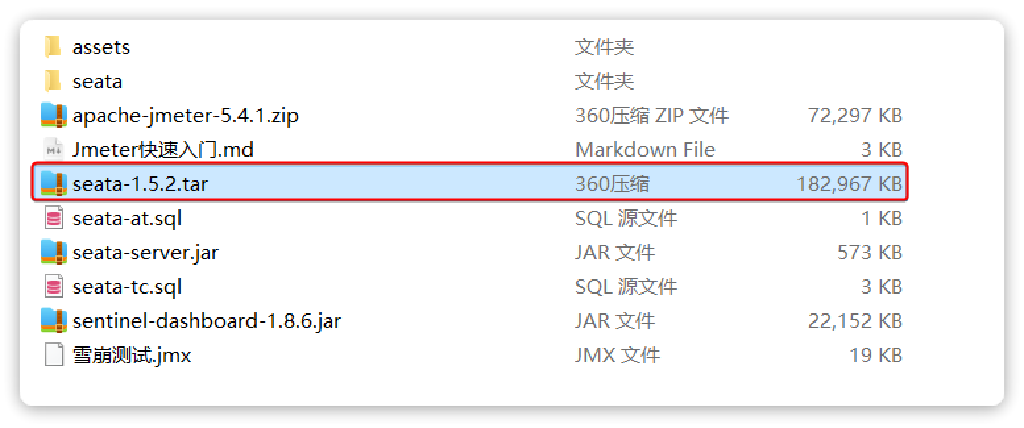 assets 文件夹
seata 文件夹
apache-jmeter-5.4.1.zip 360压缩 ZIP 文件 72,297 KB
Jmeter快速入门.md Markdown File 3 KB
seata-1.5.2.tar 360压缩 182,967 KB
seata-at.sql SQL 源文件 1 KB
seata-server.jar JAR 文件 573 KB
seata-tc.sql SQL 源文件 3 KB
sentinel-dashboard-1.8.6.jar JAR 文件 22,152 KB
雪崩测试.jmx JMX 文件 19 KB